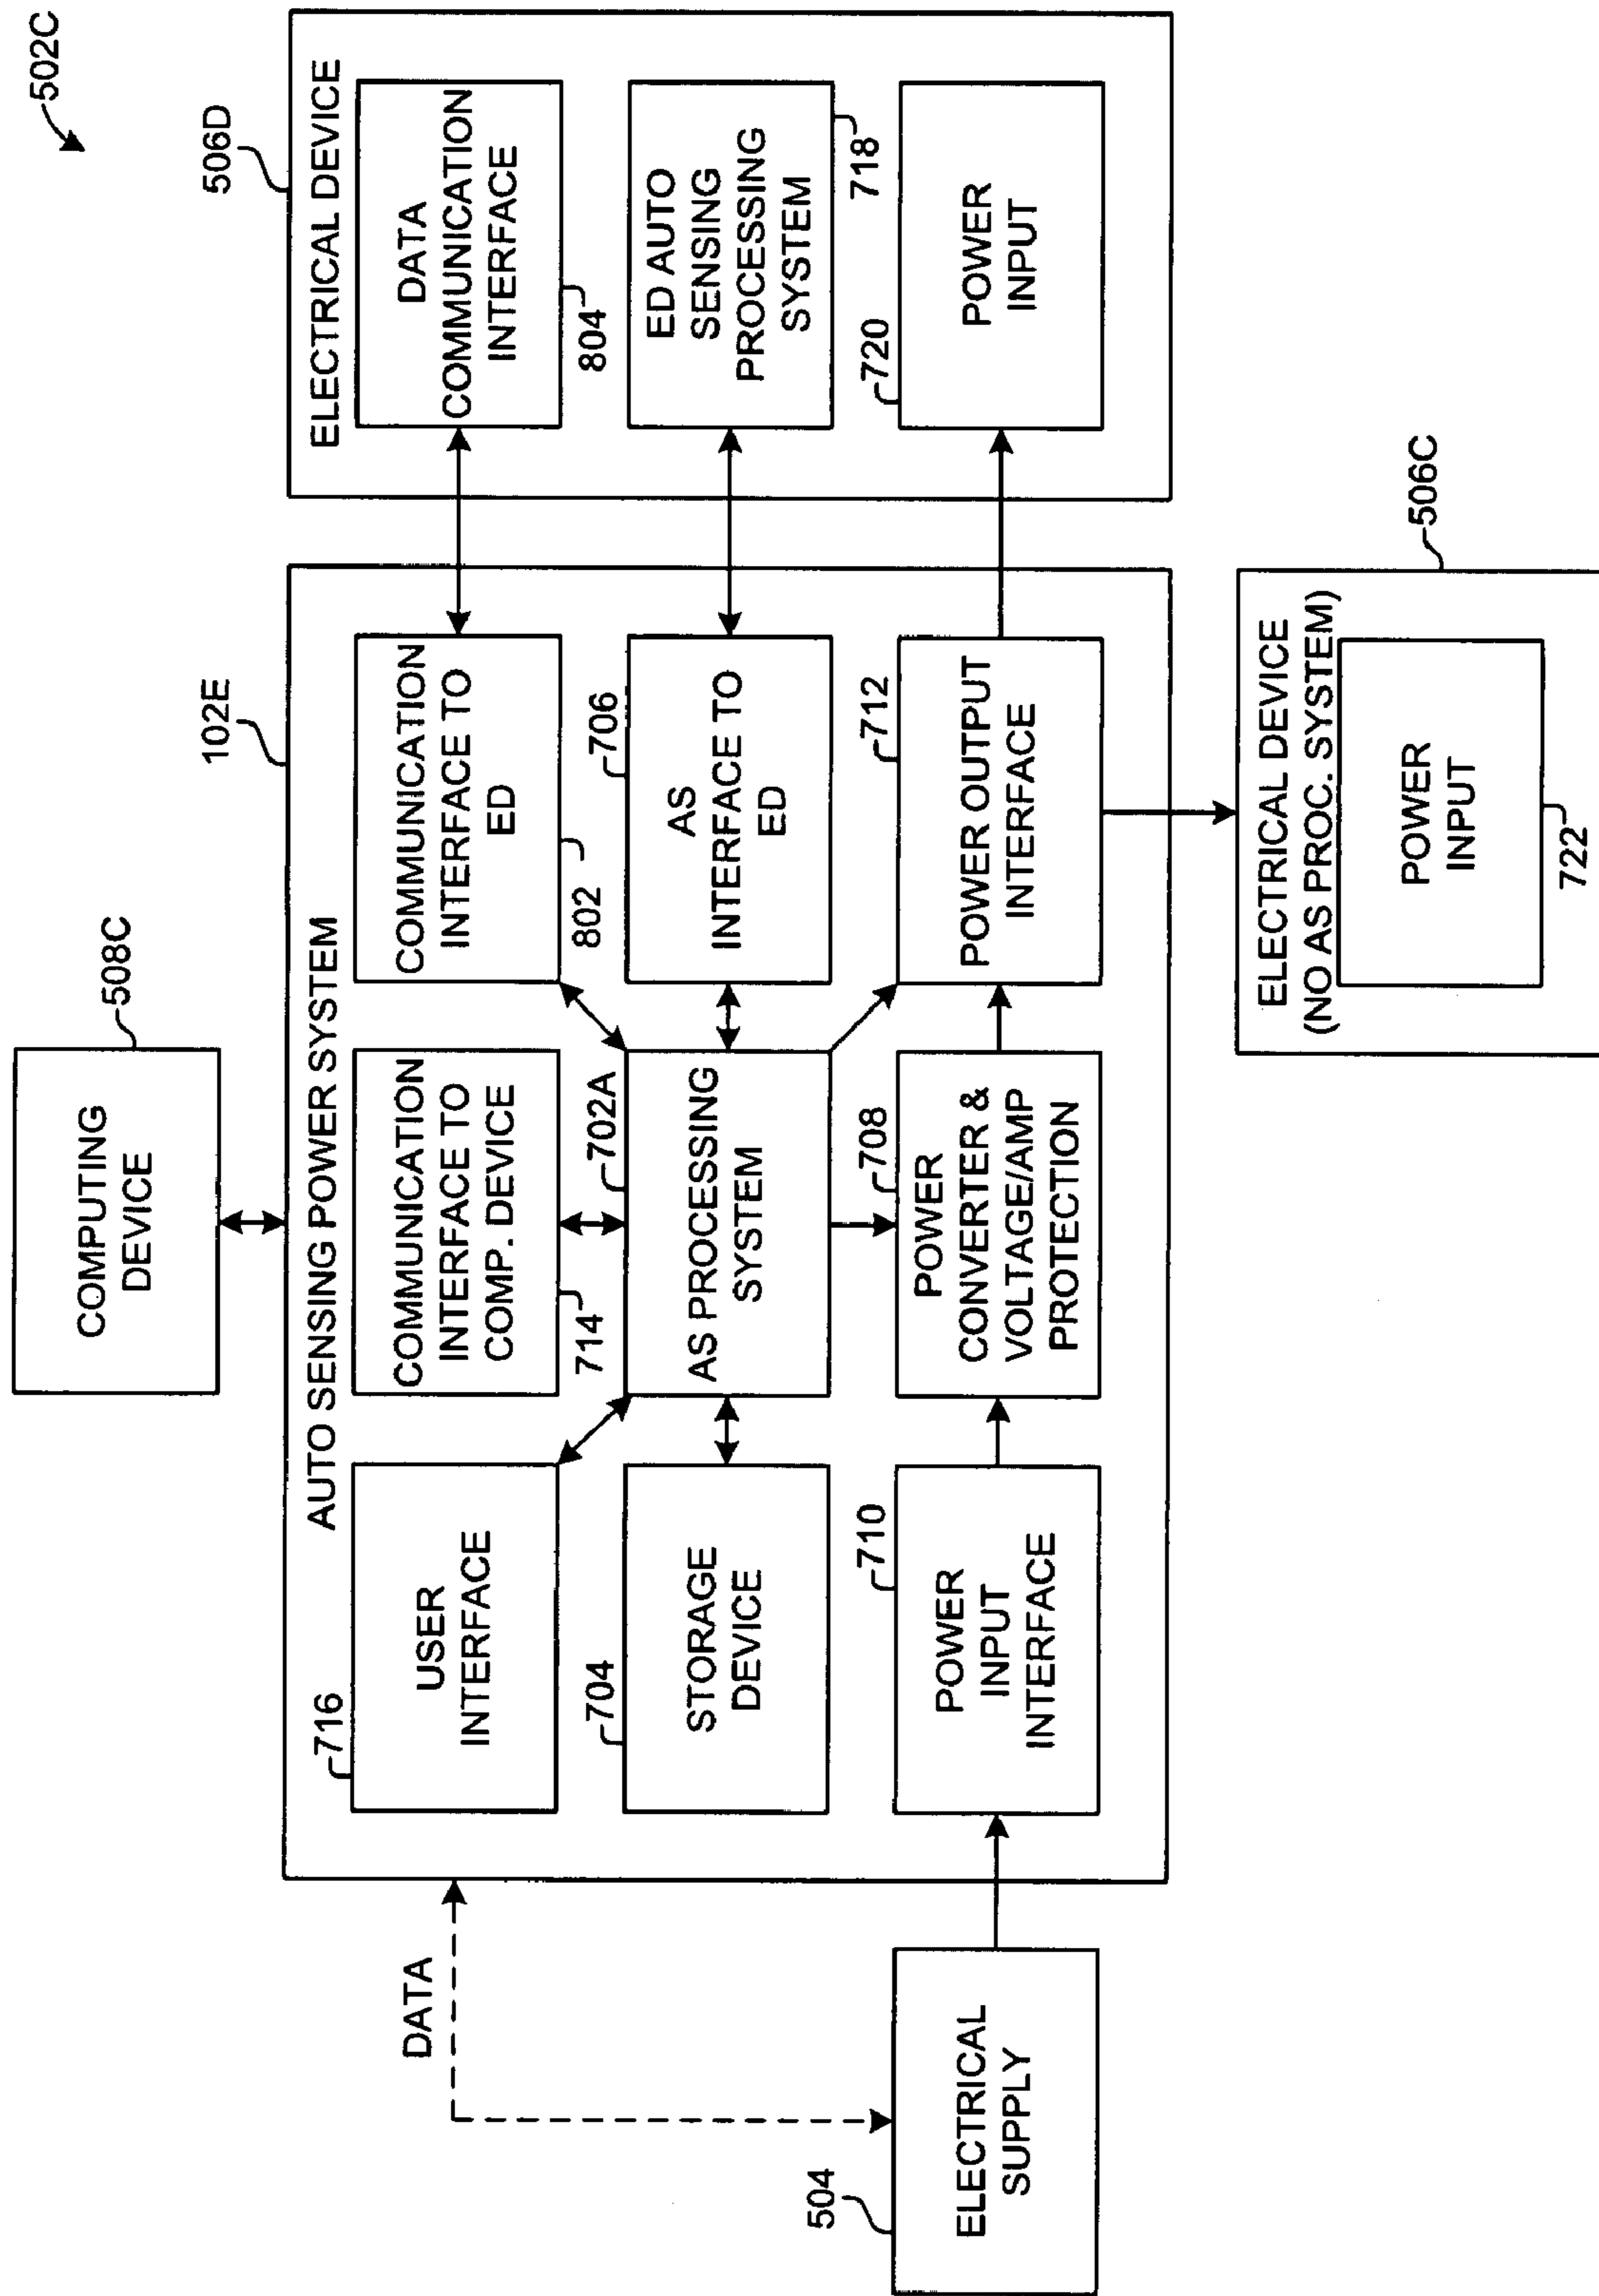 502C
COMPUTING
DEVICE
508C
AUTO SENSING POWER SYSTEM
102E
716
USER
INTERFACE
COMMUNICATION
INTERFACE TO
COMP. DEVICE
714
COMMUNICATION
INTERFACE TO
ED
802
704
STORAGE
DEVICE
702A
AS PROCESSING
SYSTEM
706
AS
INTERFACE TO
ED
710
POWER
INPUT
INTERFACE
708
POWER
CONVERTER &
VOLTAGE/AMP
PROTECTION
712
POWER OUTPUT
INTERFACE
DATA
504
ELECTRICAL
SUPPLY
506D
ELECTRICAL DEVICE
DATA
COMMUNICATION
INTERFACE
804
ED AUTO
SENSING
PROCESSING
SYSTEM
718
720
POWER
INPUT
506C
ELECTRICAL DEVICE
(NO AS PROC. SYSTEM)
POWER
INPUT
722